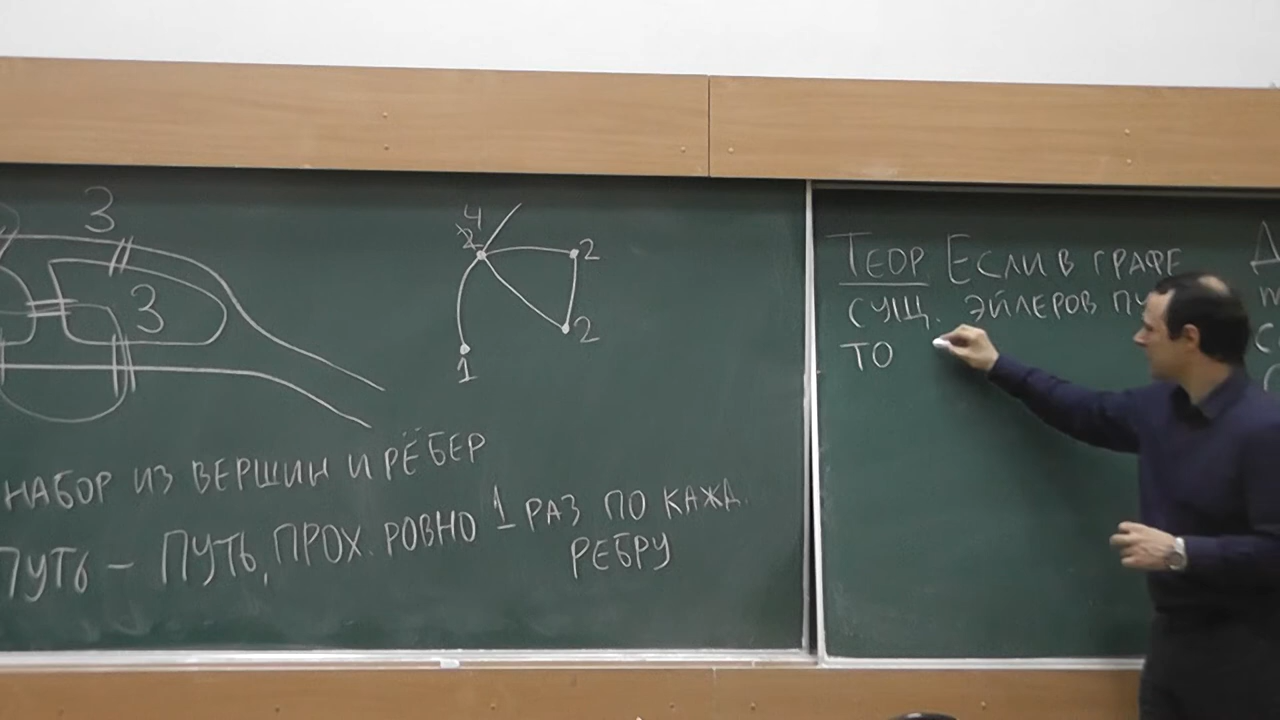 3
3
4
2
2
2
1
НАБОР ИЗ ВЕРШИН И РЁБЕР
ПУТЬ – ПУТЬ, ПРОХ. РОВНО 1 РАЗ ПО КАЖД.
РЕБРУ
ТЕОР ЕСЛИ В ГРАФЕ
СУЩ. ЭЙЛЕРОВ
ТО